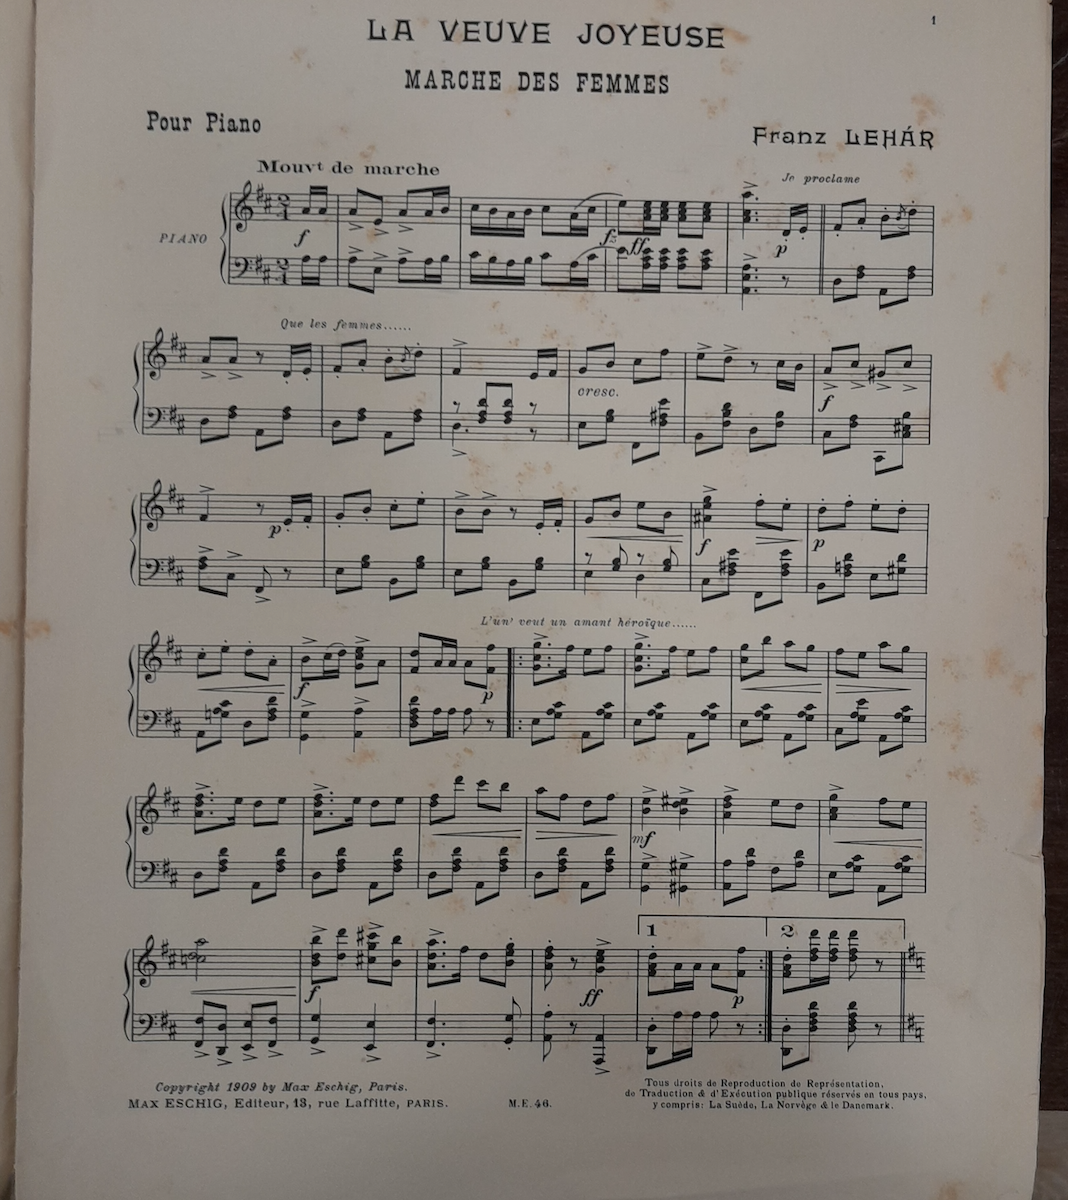 1
LA VEUVE JOYEUSE
MARCHE DES FEMMES
Pour Piano
Franz LEHÁR
Mouvt de marche
Je proclame
PIANO
f
fz
ff
p
Que les femmes......
cresc.
f
p
f
p
L'un' veut un amant héroïque......
f
p
mf
1
2
f
ff
p
Copyright 1909 by Max Eschig, Paris.
MAX ESCHIG, Editeur, 13, rue Laffitte, PARIS.
M.E. 46.
Tous droits de Reproduction de Représentation,
de Traduction & d'Exécution publique réservés en tous pays,
y compris: La Suède, La Norvège & le Danemark.